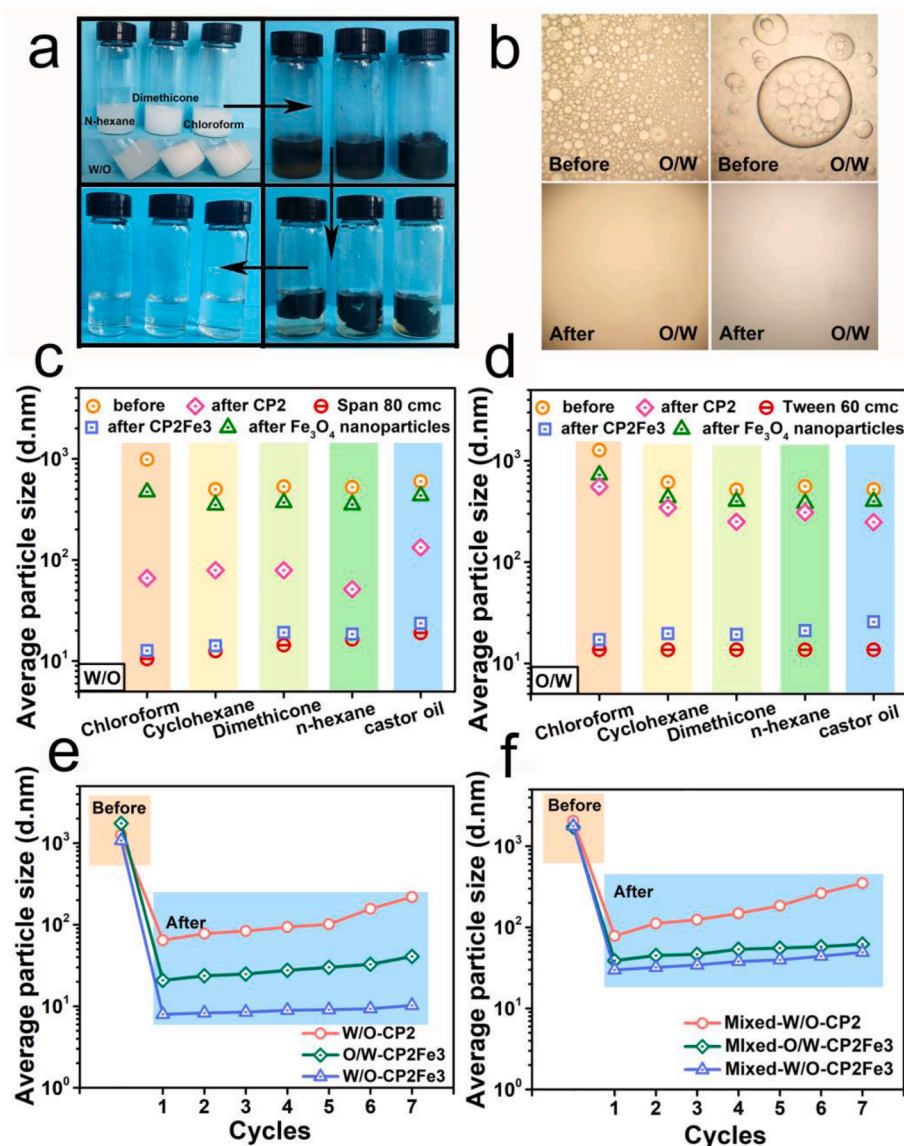 a
Dimethicone
N-hexane
Chloroform
W/O
b
Before O/W
Before O/W
After O/W
After O/W
c
Average particle size (d.nm)
before after CP2 Span 80 cmc
after CP2Fe3 after Fe₃O₄ nanoparticles
10³
10²
10¹
W/O
Chloroform
Cyclohexane
Dimethicone
n-hexane
castor oil
d
Average particle size (d.nm)
before after CP2 Tween 60 cmc
after CP2Fe3 after Fe₃O₄ nanoparticles
10³
10²
10¹
O/W
Chloroform
Cyclohexane
Dimethicone
n-hexane
castor oil
e
Average particle size (d.nm)
Before
After
10³
10²
10¹
10⁰
W/O-CP2
O/W-CP2Fe3
W/O-CP2Fe3
1 2 3 4 5 6 7
Cycles
f
Average particle size (d.nm)
Before
After
10³
10²
10¹
10⁰
Mixed-W/O-CP2
MIxed-O/W-CP2Fe3
Mixed-W/O-CP2Fe3
1 2 3 4 5 6 7
Cycles